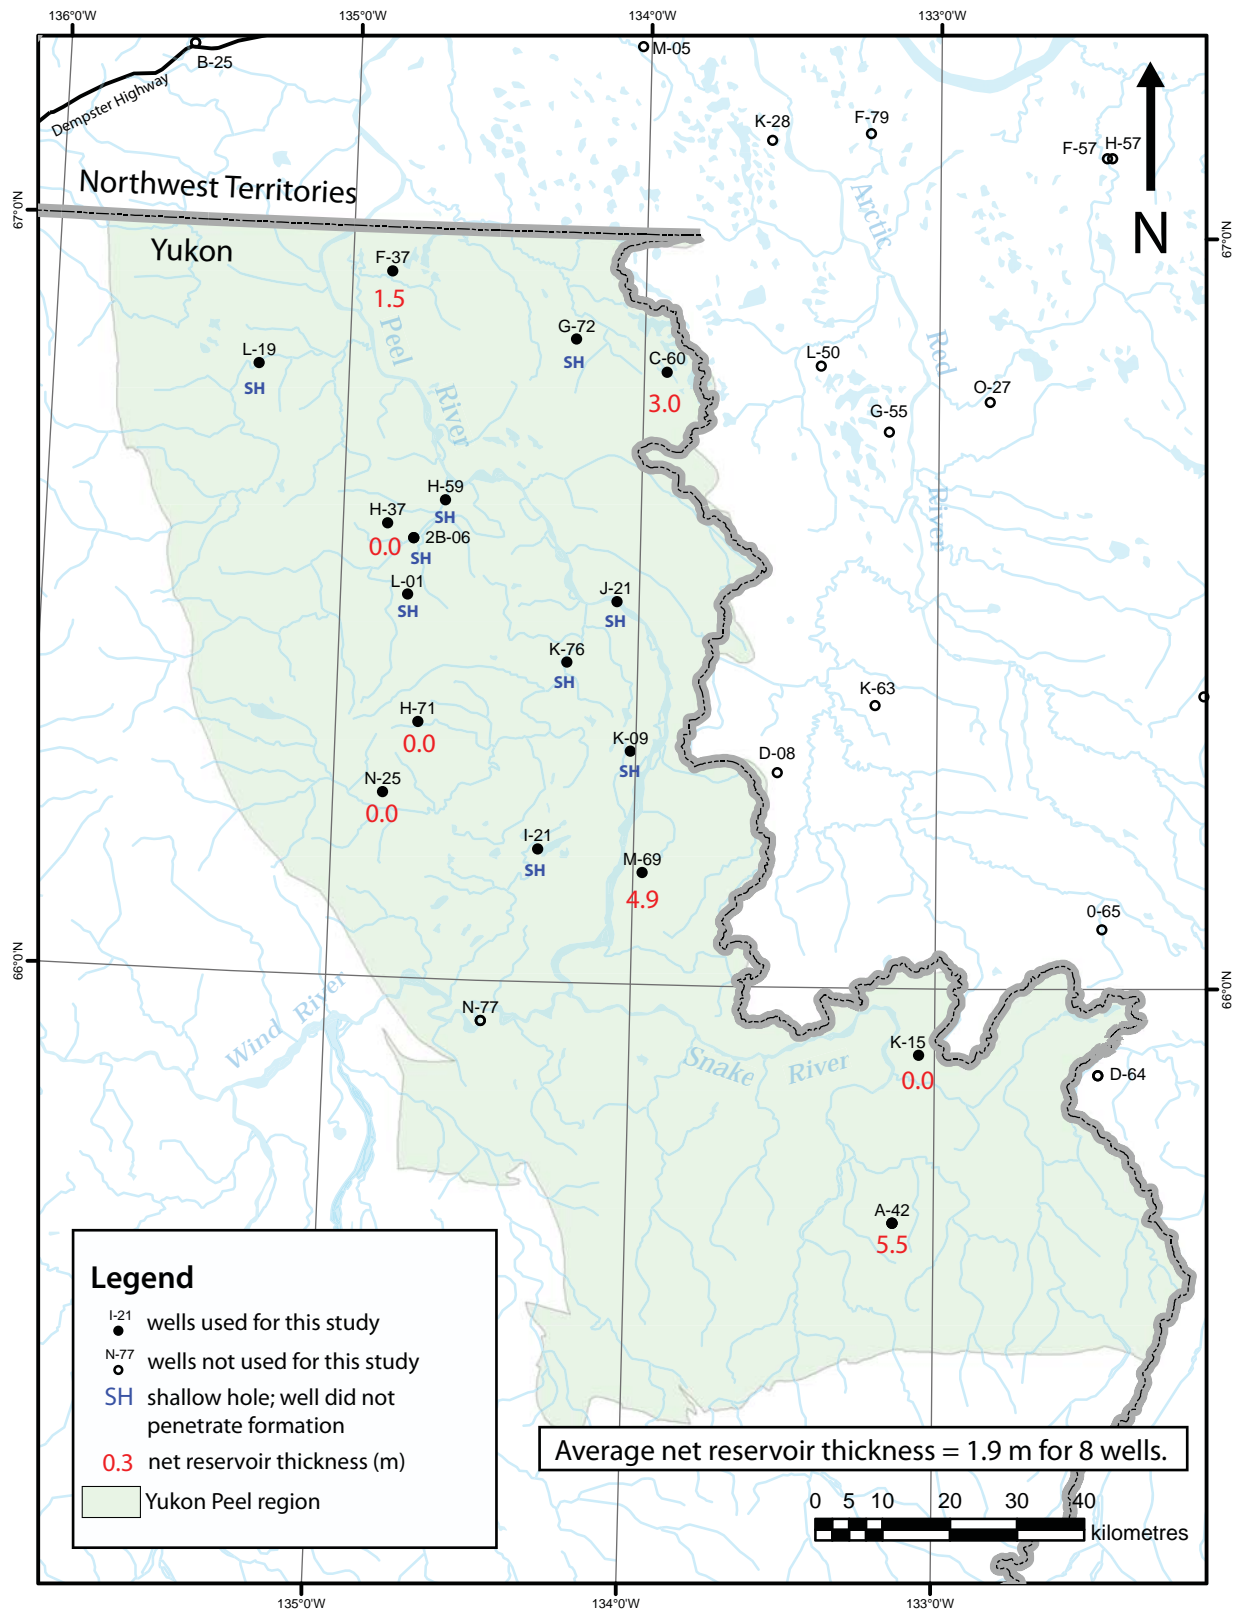 136°0'W
135°0'W
134°0'W
133°0'W
B-25
M-05
Dempster Highway
K-28
F-79
F-57
H-57
Arctic
N
Northwest Territories
67°0'N
67°0'N
Yukon
F-37
1.5
Peel
G-72
SH
L-19
SH
C-60
3.0
L-50
Red
O-27
River
G-55
H-59
SH
H-37
0.0
2B-06
SH
River
L-01
SH
J-21
SH
K-76
SH
K-63
H-71
0.0
K-09
SH
D-08
N-25
0.0
I-21
SH
M-69
4.9
0-65
66°0'N
66°0'N
Wind River
N-77
Snake River
K-15
0.0
D-64
A-42
5.5
Legend
I-21
wells used for this study
N-77
wells not used for this study
SH shallow hole; well did not
penetrate formation
0.3 net reservoir thickness (m)
Yukon Peel region
Average net reservoir thickness = 1.9 m for 8 wells.
0 5 10 20 30 40
kilometres
135°0'W
134°0'W
133°0'W